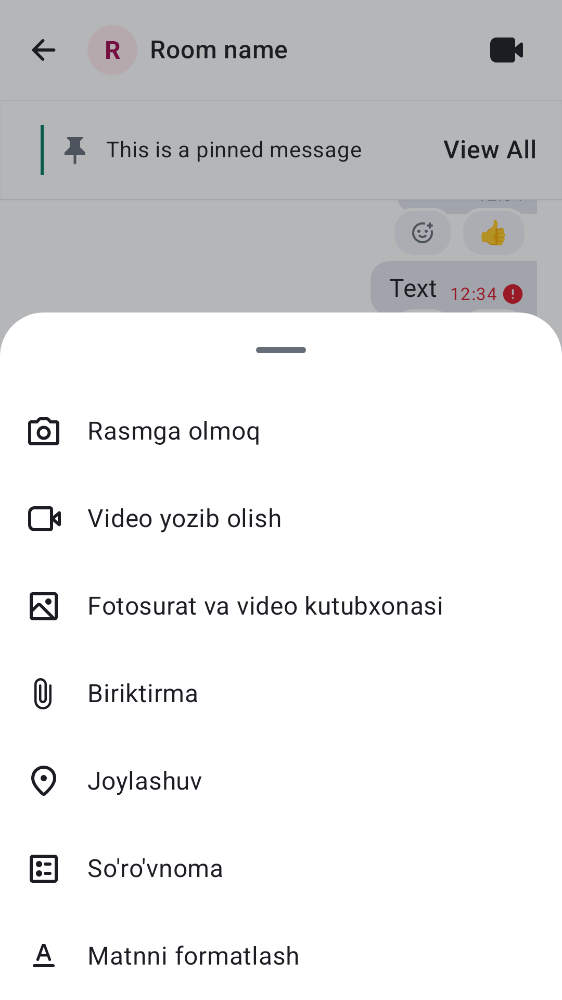 R Room name
This is a pinned message View All
Text 12:34
Rasmga olmoq
Video yozib olish
Fotosurat va video kutubxonasi
Biriktirma
Joylashuv
So'ro'vnoma
Matnni formatlash